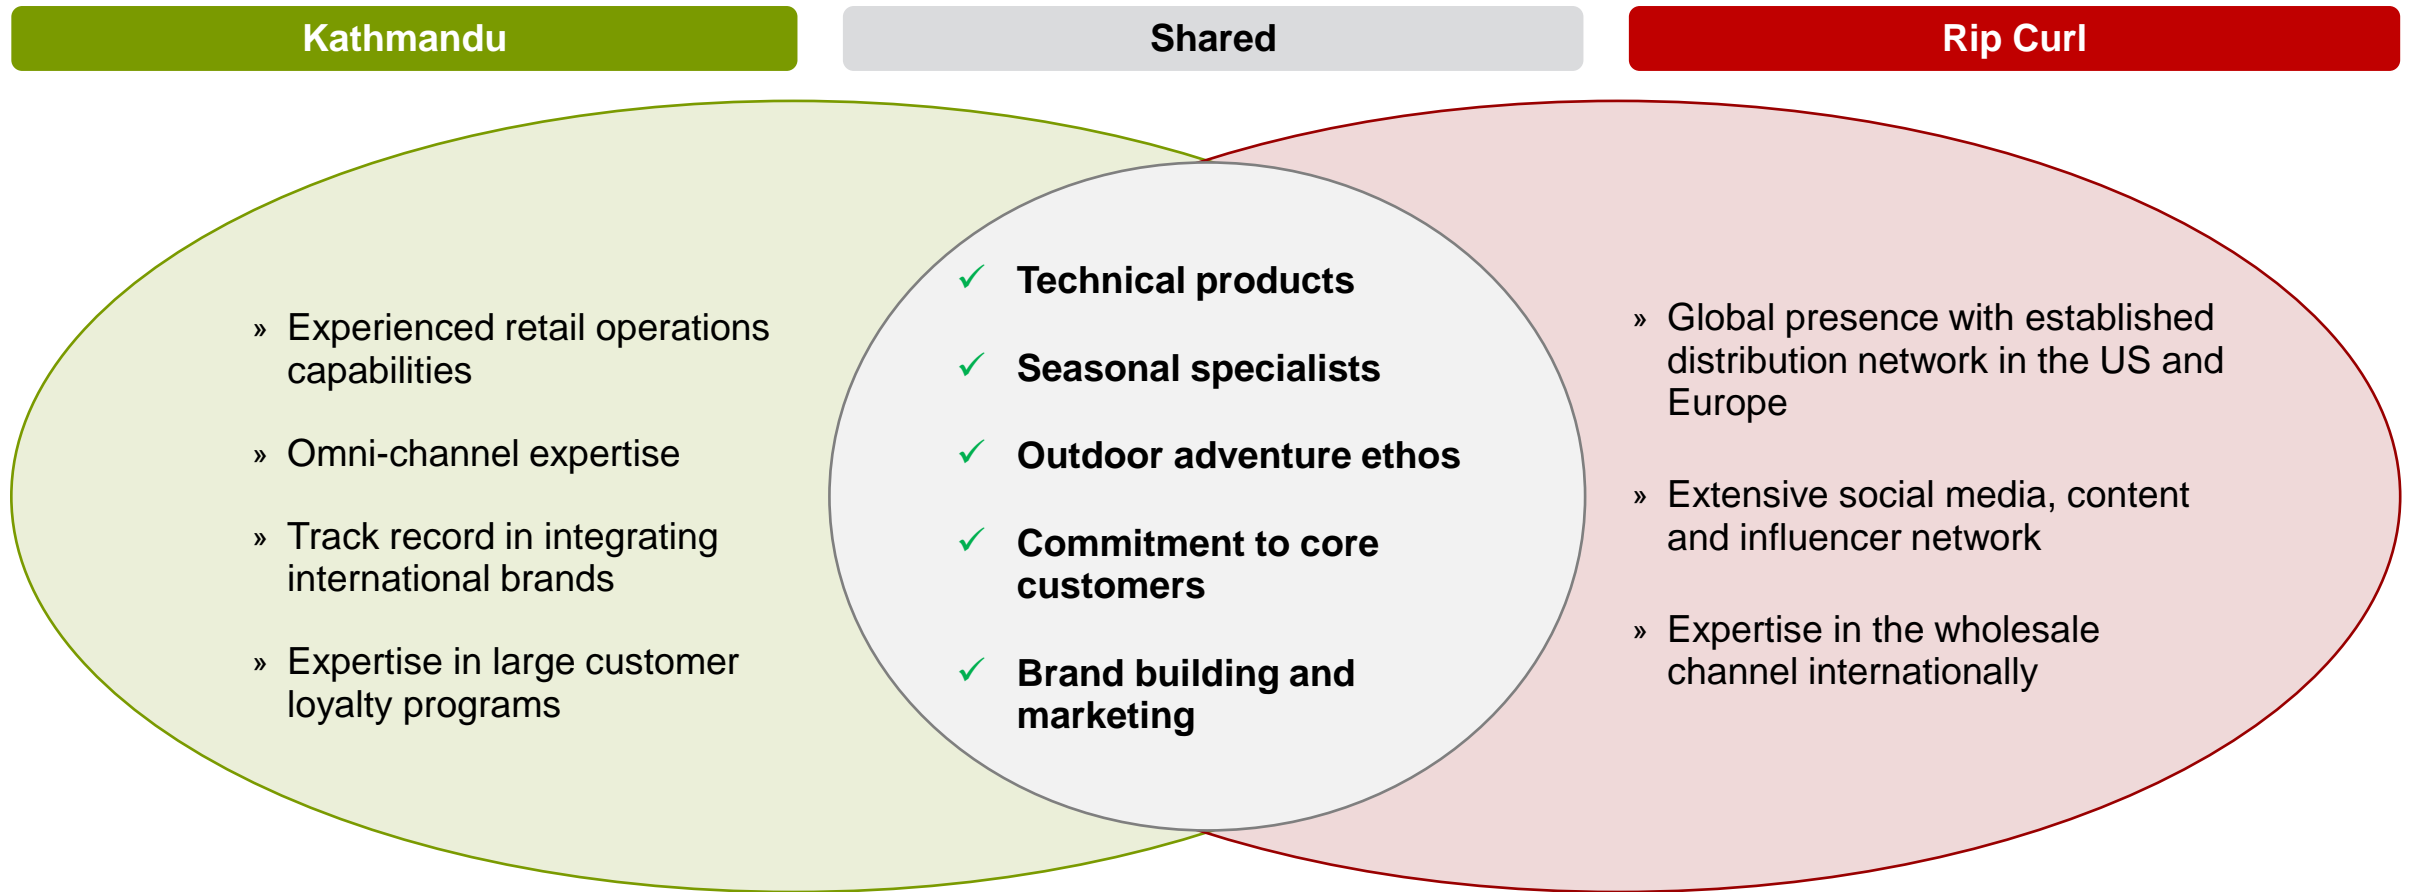 Kathmandu
Shared
Rip Curl
» Experienced retail operations
capabilities
» Omni-channel expertise
» Track record in integrating
international brands
» Expertise in large customer
loyalty programs
✓ Technical products
✓ Seasonal specialists
✓ Outdoor adventure ethos
✓ Commitment to core
customers
✓ Brand building and
marketing
» Global presence with established
distribution network in the US and
Europe
» Extensive social media, content
and influencer network
» Expertise in the wholesale
channel internationally